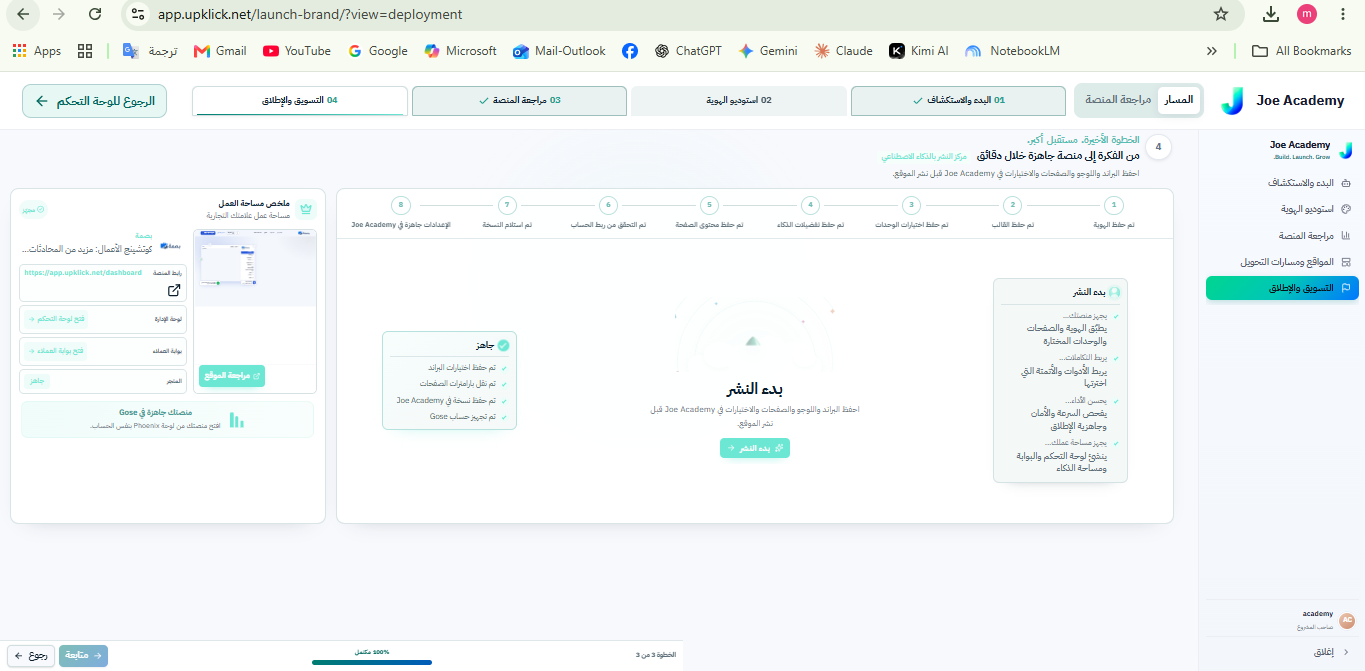 app.upklick.net/launch-brand/?view=deployment
m
Apps
ترجمة
Gmail
YouTube
Google
Microsoft
Mail-Outlook
ChatGPT
Gemini
Claude
Kimi AI
NotebookLM
All Bookmarks
Joe Academy
المسار
مراجعة المنصة
01 البدء والاستكشاف
02 استوديو الهوية
03 مراجعة المنصة
04 التسويق والإطلاق
الرجوع للوحة التحكم
Joe Academy
Build, Launch, Grow.
البدء والاستكشاف
استوديو الهوية
مراجعة المنصة
المواقع ومسارات التحويل
التسويق والإطلاق
4
الخطوة الأخيرة، مستقبل أكبر.
من الفكرة إلى منصة جاهزة خلال دقائق
مركز النشر بالذكاء الاصطناعي
احفظ البراند واللوجو والصفحات والاختيارات في Joe Academy قبل نشر الموقع.
1
تم حفظ الهوية
2
تم حفظ القالب
3
تم حفظ اختيارات الوحدات
4
تم حفظ تفضيلات الذكاء
5
تم حفظ محتوى الصفحة
6
تم التحقق من ربط الحساب
7
تم استلام النسخة
8
الإعدادات جاهزة في Joe Academy
بدء النشر
يجهز منصتك...
يطبّق الهوية والصفحات
والوحدات المختارة
يربط التكاملات...
يربط الأدوات والأتمتة التي
اخترتها
يحسن الأداء...
يفحص السرعة والأمان
وجاهزية الإطلاق
يجهز مساحة عملك...
ينشئ لوحة التحكم والبوابة
ومساحة الذكاء
بدء النشر
احفظ البراند واللوجو والصفحات والاختيارات في Joe Academy قبل
نشر الموقع.
بدء النشر
جاهز
تم حفظ اختيارات البراند
تم نقل بارامترات الصفحات
تم حفظ نسخة في Joe Academy
تم تجهيز حساب Gose
ملخص مساحة العمل
مساحة عمل علامتك التجارية
مجهز
مراجعة الموقع
بصمة
بصمة
كوتشينج الأعمال: مزيد من المحادثات...
رابط المنصة
https://app.upklick.net/dashboard
لوحة الإدارة
فتح لوحة التحكم
بوابة العملاء
فتح بوابة العملاء
المتجر
جاهز
منصتك جاهزة في Gose
افتح منصتك من لوحة Phoenix بنفس الحساب.
academy
صاحب المشروع
AC
إغلاق
الخطوة 3 من 3
100% مكتمل
متابعة
رجوع